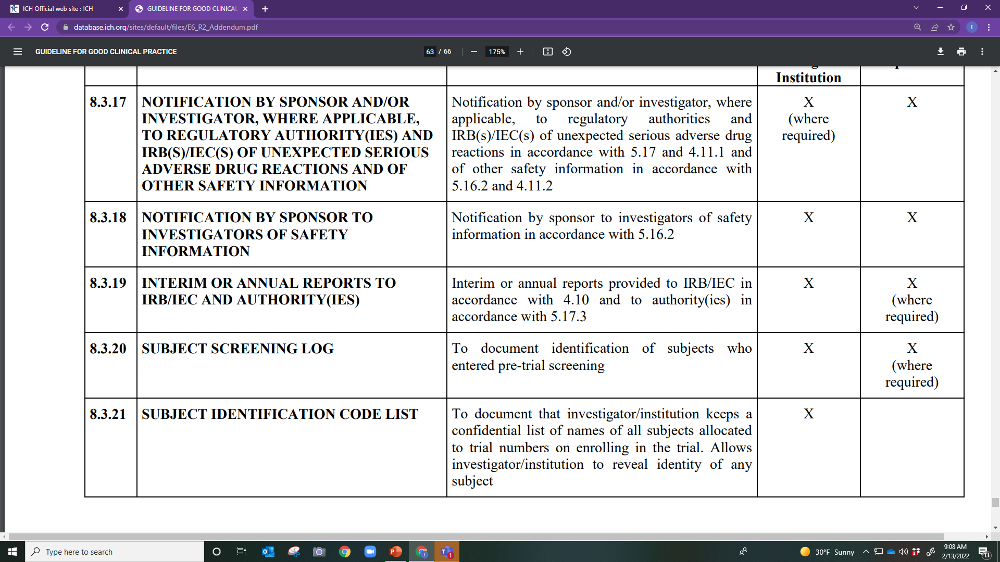 ICH Official web site : ICH
GUIDELINE FOR GOOD CLINICAL
database.ich.org/sites/default/files/E6_R2_Addendum.pdf
t
GUIDELINE FOR GOOD CLINICAL PRACTICE
63 / 66
175%
Institution
8.3.17
NOTIFICATION BY SPONSOR AND/OR
INVESTIGATOR, WHERE APPLICABLE,
TO REGULATORY AUTHORITY(IES) AND
IRB(S)/IEC(S) OF UNEXPECTED SERIOUS
ADVERSE DRUG REACTIONS AND OF
OTHER SAFETY INFORMATION
Notification by sponsor and/or investigator, where
applicable, to regulatory authorities and
IRB(s)/IEC(s) of unexpected serious adverse drug
reactions in accordance with 5.17 and 4.11.1 and
of other safety information in accordance with
5.16.2 and 4.11.2
X
(where
required)
X
8.3.18
NOTIFICATION BY SPONSOR TO
INVESTIGATORS OF SAFETY
INFORMATION
Notification by sponsor to investigators of safety
information in accordance with 5.16.2
X
X
8.3.19
INTERIM OR ANNUAL REPORTS TO
IRB/IEC AND AUTHORITY(IES)
Interim or annual reports provided to IRB/IEC in
accordance with 4.10 and to authority(ies) in
accordance with 5.17.3
X
X
(where
required)
8.3.20
SUBJECT SCREENING LOG
To document identification of subjects who
entered pre-trial screening
X
X
(where
required)
8.3.21
SUBJECT IDENTIFICATION CODE LIST
To document that investigator/institution keeps a
confidential list of names of all subjects allocated
to trial numbers on enrolling in the trial. Allows
investigator/institution to reveal identity of any
subject
X
Type here to search
30°F Sunny
9:08 AM
2/13/2022
13